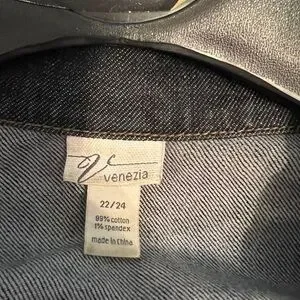 venezia
22/24
99% cotton
1% spandex
made in China